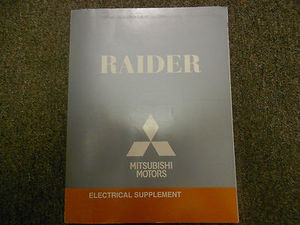 RAIDER
MITSUBISHI
MOTORS
ELECTRICAL SUPPLEMENT